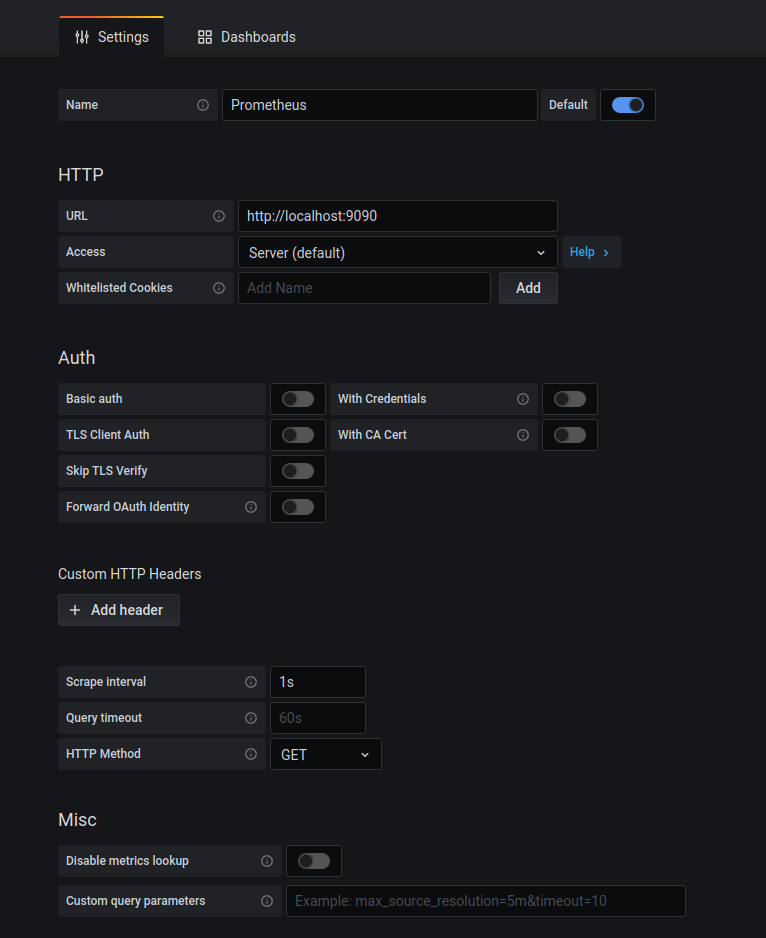 Settings Dashboards
Name Prometheus Default
HTTP
URL http://localhost:9090
Access Server (default) Help
Whitelisted Cookies Add Name Add
Auth
Basic auth With Credentials
TLS Client Auth With CA Cert
Skip TLS Verify
Forward OAuth Identity
Custom HTTP Headers
+ Add header
Scrape interval 1s
Query timeout 60s
HTTP Method GET
Misc
Disable metrics lookup
Custom query parameters Example: max_source_resolution=5m&timeout=10